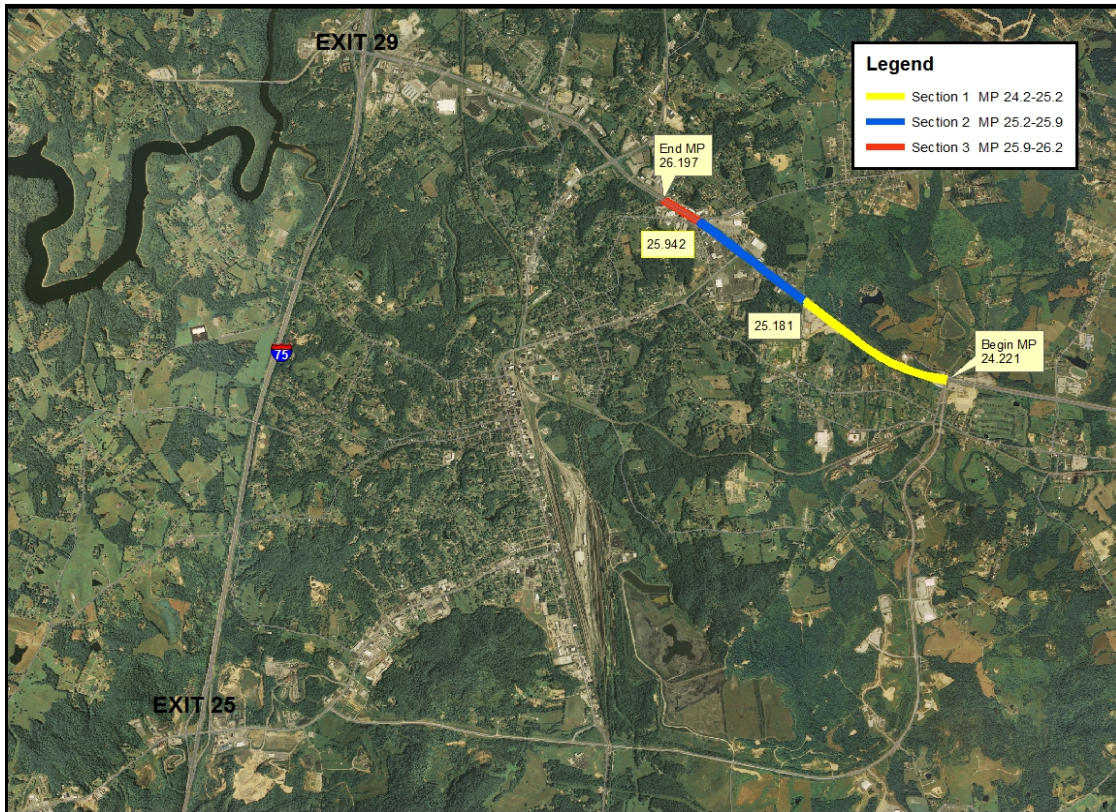 EXIT 29
Legend
Section 1 MP 24.2-25.2
Section 2 MP 25.2-25.9
Section 3 MP 25.9-26.2
End MP
26.197
25.942
25.181
Begin MP
24.221
75
EXIT 25